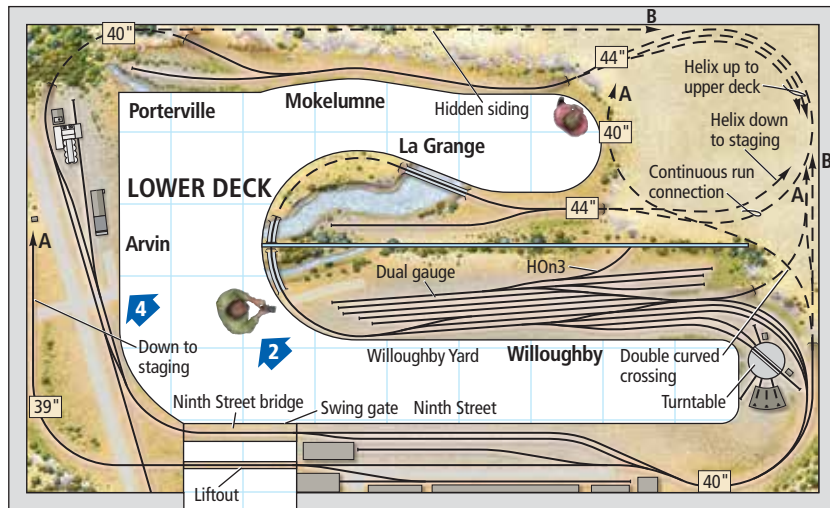 40"
B
44"
Helix up to
upper deck
A
Porterville
Mokelumne
Hidden siding
Helix down
to staging
40"
La Grange
B
Continuous run
connection
A
LOWER DECK
44"
A
Arvin
HOn3
Dual gauge
4
2
Down to
staging
Willoughby Yard
Willoughby
Double curved
crossing
Turntable
39"
Ninth Street bridge
Swing gate
Ninth Street
40"
Liftout